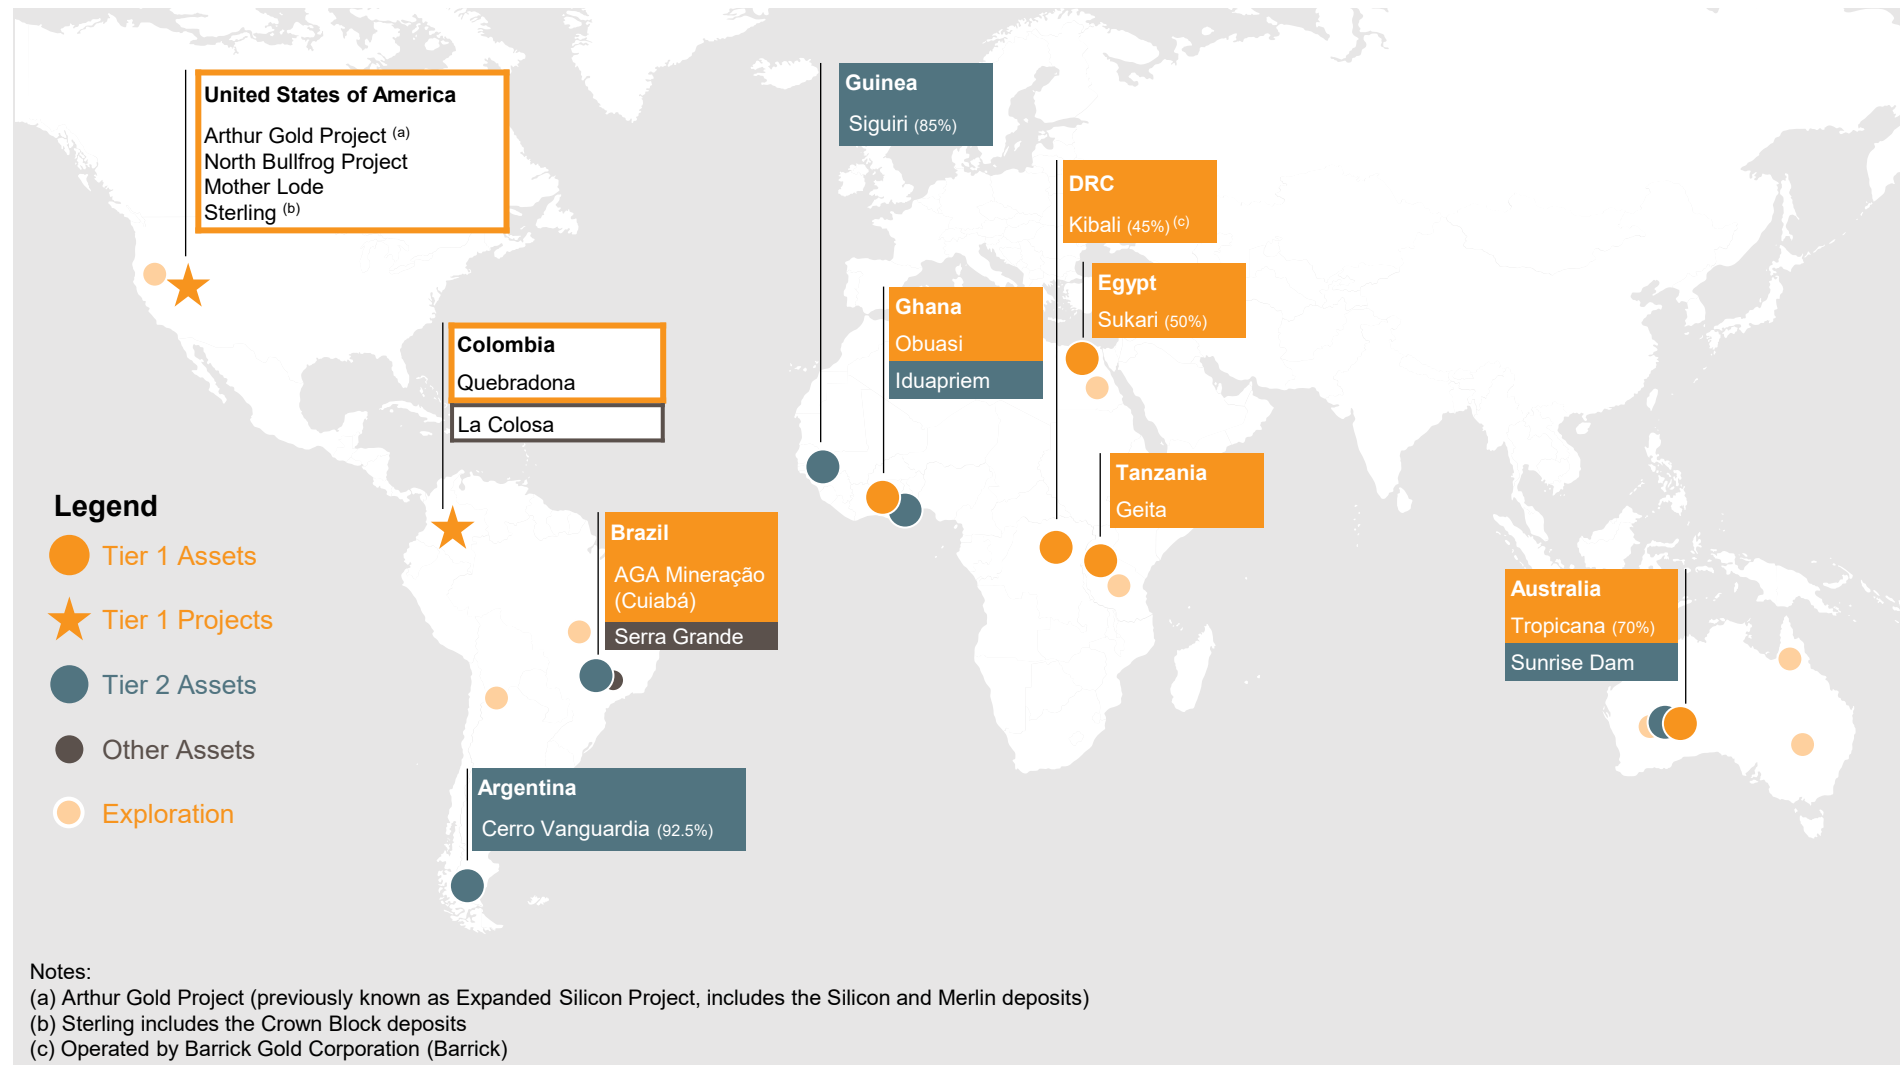 United States of America
Arthur Gold Project (a)
North Bullfrog Project
Mother Lode
Sterling (b)
Colombia
Quebradona
La Colosa
Guinea
Siguiri (85%)
DRC
Kibali (45%) (c)
Egypt
Sukari (50%)
Ghana
Obuasi
Iduapriem
Tanzania
Geita
Brazil
AGA Mineração
(Cuiabá)
Serra Grande
Australia
Tropicana (70%)
Sunrise Dam
Argentina
Cerro Vanguardia (92.5%)
Legend
Tier 1 Assets
Tier 1 Projects
Tier 2 Assets
Other Assets
Exploration
Notes:
(a) Arthur Gold Project (previously known as Expanded Silicon Project, includes the Silicon and Merlin deposits)
(b) Sterling includes the Crown Block deposits
(c) Operated by Barrick Gold Corporation (Barrick)